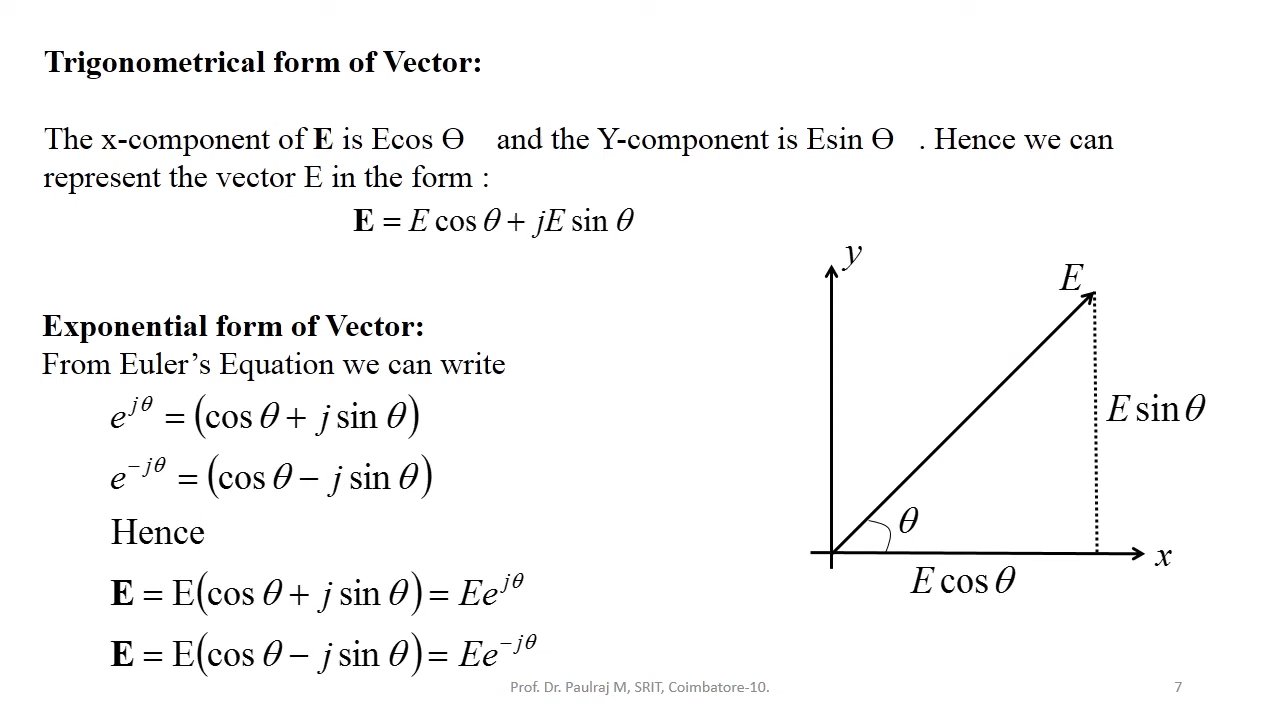 Trigonometrical form of Vector:
The x-component of E is Ecos Ɵ and the Y-component is Esin Ɵ . Hence we can
represent the vector E in the form :
E = E cos θ + jE sin θ
Exponential form of Vector:
From Euler’s Equation we can write
e^{jθ} = (cos θ + j sin θ)
e^{−jθ} = (cos θ − j sin θ)
Hence
E = E(cos θ + j sin θ) = Ee^{jθ}
E = E(cos θ − j sin θ) = Ee^{−jθ}
y
E
E sin θ
θ
x
E cos θ
Prof. Dr. Paulraj M, SRIT, Coimbatore-10.
7